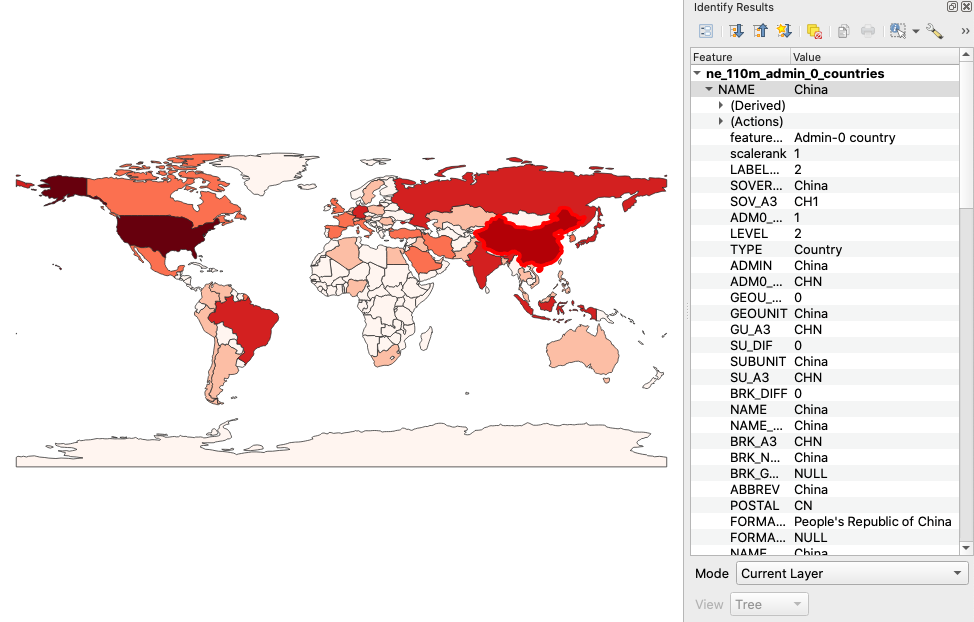 Identify Results
»
Feature Value
ne_110m_admin_0_countries
NAME China
(Derived)
(Actions)
feature... Admin-0 country
scalerank 1
LABEL... 2
SOVER... China
SOV_A3 CH1
ADM0_... 1
LEVEL 2
TYPE Country
ADMIN China
ADM0_... CHN
GEOU_... 0
GEOUNIT China
GU_A3 CHN
SU_DIF 0
SUBUNIT China
SU_A3 CHN
BRK_DIFF 0
NAME China
NAME_... China
BRK_A3 CHN
BRK_N... China
BRK_G... NULL
ABBREV China
POSTAL CN
FORMA... People's Republic of China
FORMA... NULL
NAME China
Mode Current Layer
View Tree